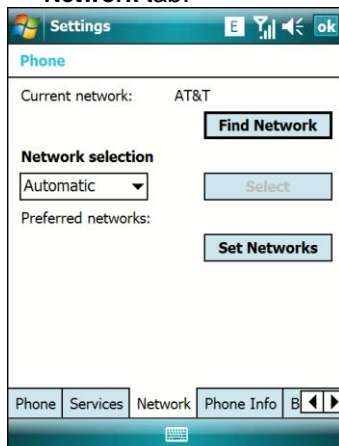 Network tab.
Settings E ok
Phone
Current network: AT&T
Find Network
Network selection
Automatic Select
Preferred networks:
Set Networks
Phone Services Network Phone Info B